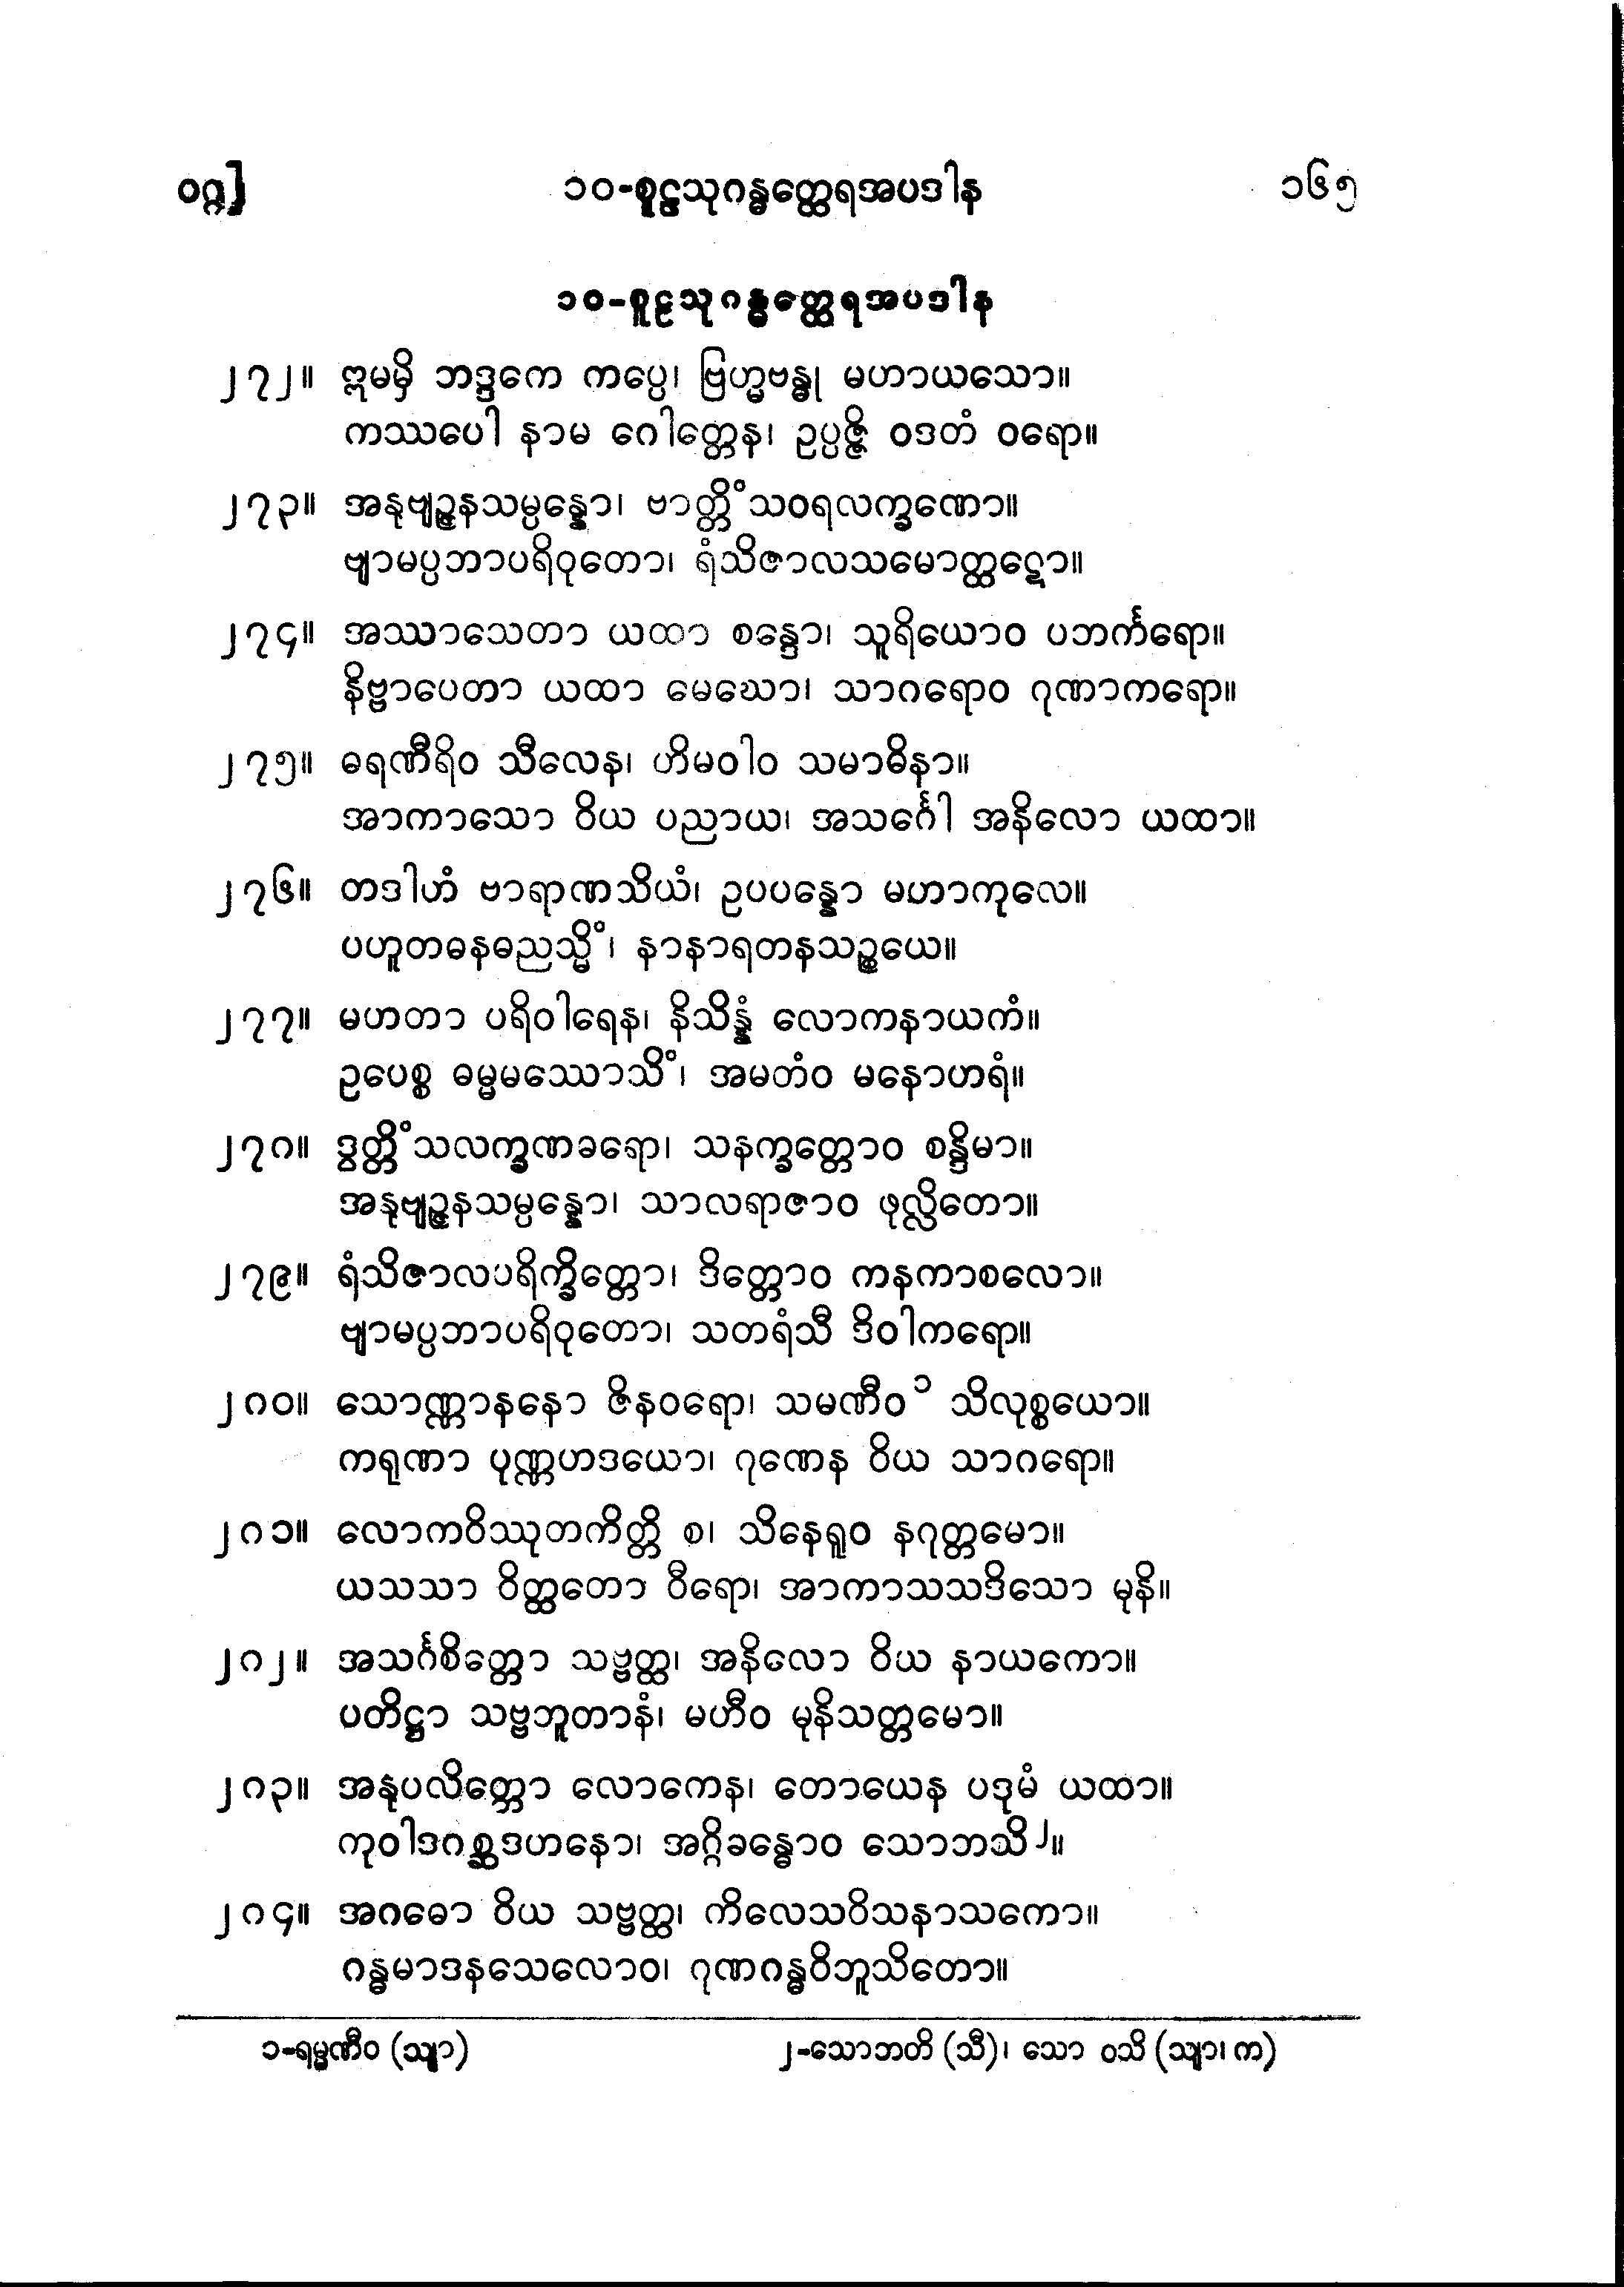 ဝဂ္ဂ] ၁၀-စူဠသုဂန္ဓတ္ထေရအပဒါန ၁၆၅
၁၀-စူဠသုဂန္ဓတ္ထေရအပဒါန
၂၇၂။ ဣမမှိ ဘဒ္ဒကေ ကပ္ပေ၊ ဗြဟ္မဗန္ဓု မဟာယသော။
ကဿပေါ နာမ ဂေါတ္တေန၊ ဥပ္ပဇ္ဇိ ဝဒတံ ဝရော။
၂၇၃။ အနုဗျဉ္ဇနသမ္ပန္နော၊ ဗာတ္တိံသဝရလက္ခဏော။
ဗျာမပ္ပဘာပရိဝုတော၊ ရံသိဇာလသမောတ္ထဋော။
၂၇၄။ အဿာသေတာ ယထာ စန္ဒော၊ သူရိယောဝ ပဘင်္ကရော။
နိဗ္ဗာပေတာ ယထာ မေဃော၊ သာဂရောဝ ဂုဏာကရော။
၂၇၅။ ဓရဏီရိဝ သီလေန၊ ဟိမဝါဝ သမာဓိနာ။
အာကာသော ဝိယ ပညာယ၊ အသင်္ဂေါ အနိလော ယထာ။
၂၇၆။ တဒါဟံ ဗာရာဏသိယံ၊ ဥပပန္နော မဟာကုလေ။
ပဟူတဓနဓညသ္မိံ၊ နာနာရတနသဉ္စယေ။
၂၇၇။ မဟတာ ပရိဝါရေန၊ နိသိန္နံ လောကနာယကံ။
ဥပေစ္စ ဓမ္မမဿောသိံ၊ အမတံဝ မနောဟရံ။
၂၇၈။ ဒွတ္တိံသလက္ခဏဓရော၊ သနက္ခတ္တောဝ စန္ဒိမာ။
အနုဗျဉ္ဇနသမ္ပန္နော၊ သာလရာဇာဝ ဖုလ္လိတော။
၂၇၉။ ရံသိဇာလပရိက္ခိတ္တော၊ ဒိတ္တောဝ ကနကာစလော။
ဗျာမပ္ပဘာပရိဝုတော၊ သတရံသီ ဒိဝါကရော။
၂၈၀။ သောဏ္ဏာနနော ဇိနဝရော၊ သမဏီဝ ၁ သိလုစ္စယော။
ကရုဏာ ပုဏ္ဏဟဒယော၊ ဂုဏေန ဝိယ သာဂရော။
၂၈၁။ လောကဝိဿုတကိတ္တိ စ၊ သိနေရူဝ နဂုတ္တမော။
ယသသာ ဝိတ္ထတော ဝီရော၊ အာကာသသဒိသော မုနိ။
၂၈၂။ အသင်္ဂစိတ္တော သဗ္ဗတ္ထ၊ အနိလော ဝိယ နာယကော။
ပတိဋ္ဌာ သဗ္ဗဘူတာနံ၊ မဟီဝ မုနိသတ္တမော။
၂၈၃။ အနုပလိတ္တော လောကေန၊ တောယေန ပဒုမံ ယထာ။
ကုဝါဒဂစ္ဆဒဟနော၊ အဂ္ဂိခန္ဓောဝ သောဘသိ ၂။
၂၈၄။ အဂဓော ဝိယ သဗ္ဗတ္ထ၊ ကိလေသဝိသနာသကော။
ဂန္ဓမာဒနသေလောဝ၊ ဂုဏဂန္ဓဝိဘူသိတော။
၁-ရမ္မဏီဝ (သျာ) ၂-သောဘတိ (သီ)၊ သော ဝသိ (သျာ၊ က)